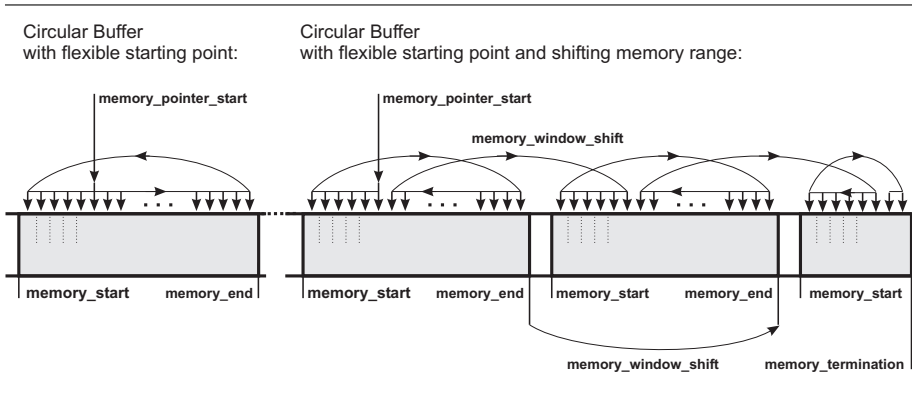 Circular Buffer
with flexible starting point:
Circular Buffer
with flexible starting point and shifting memory range:
memory_pointer_start
memory_pointer_start
memory_window_shift
memory_start
memory_end
memory_start
memory_end
memory_start
memory_end
memory_start
memory_window_shift
memory_termination